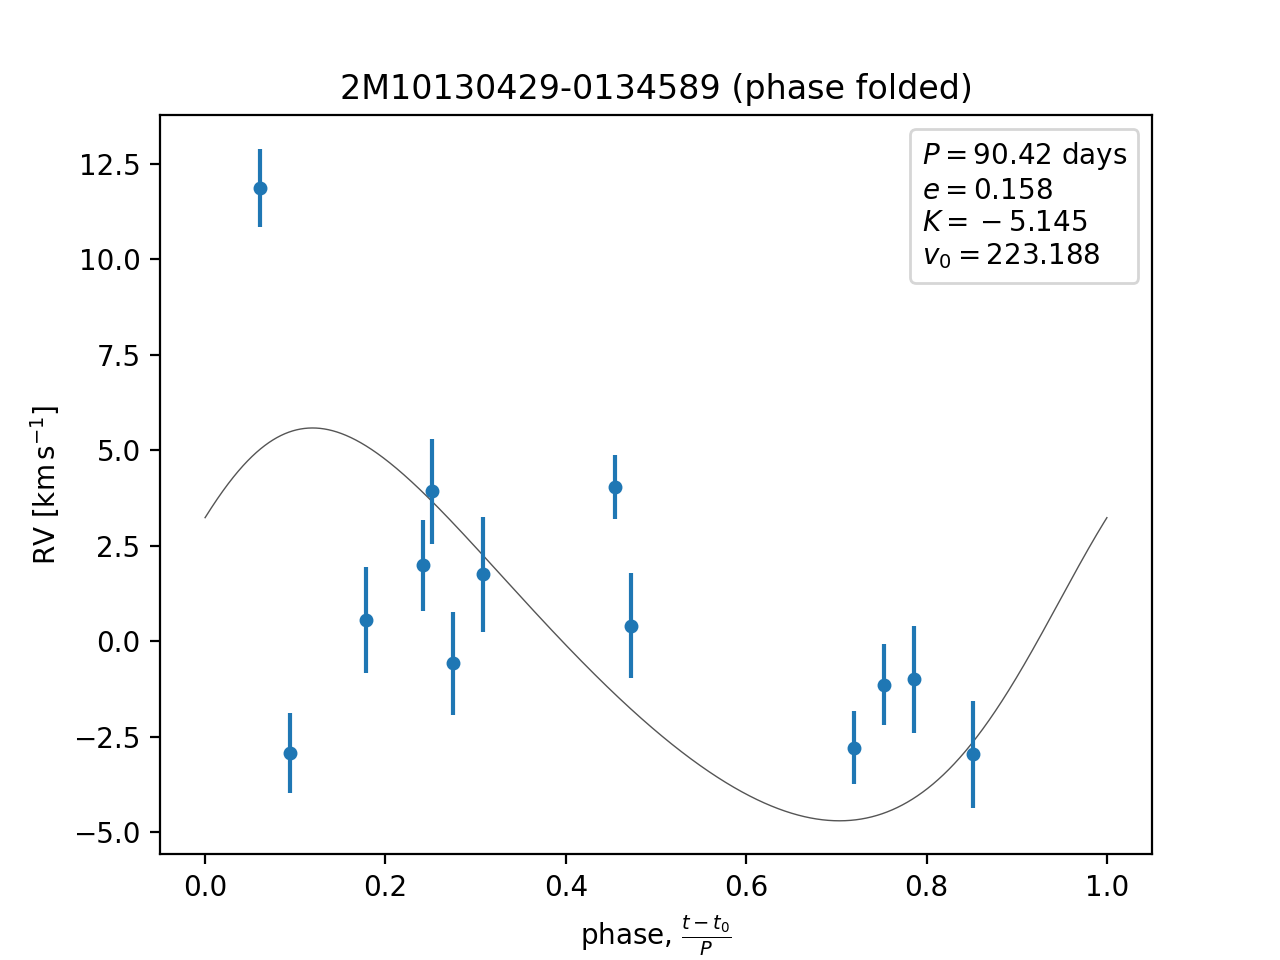 2M10130429-0134589 (phase folded)
P = 90.42 days
e = 0.158
K = −5.145
v₀ = 223.188
RV [km s⁻¹]
12.5
10.0
7.5
5.0
2.5
0.0
−2.5
−5.0
0.0 0.2 0.4 0.6 0.8 1.0
phase, (t − t₀)/P